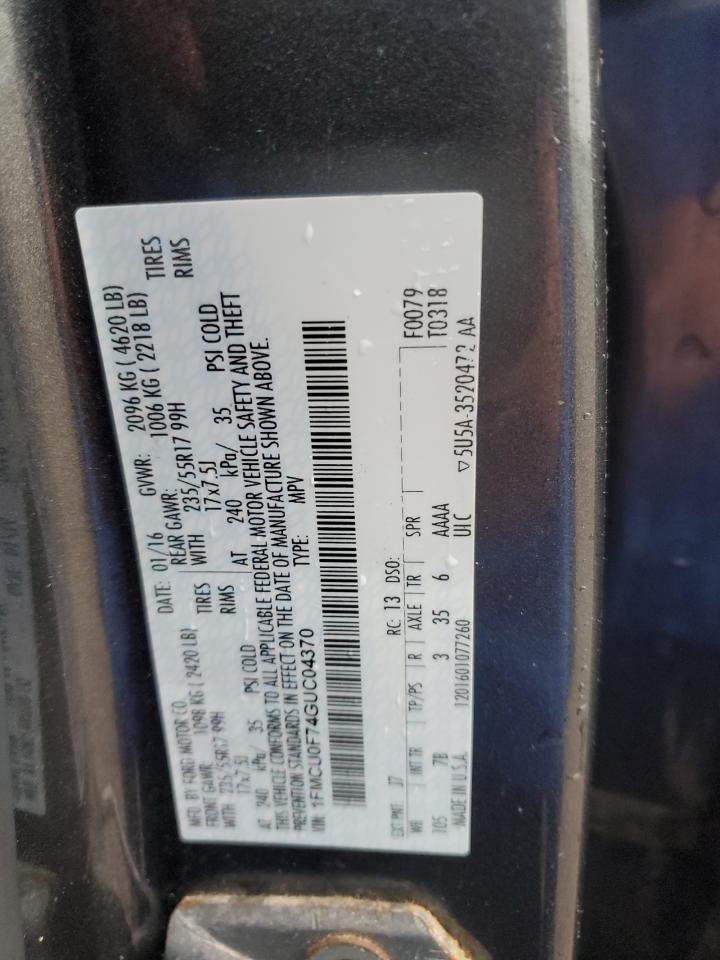 MFD. BY FORD MOTOR CO. DATE: 01/16 GVWR: 2096 KG ( 4620 LB)
FRONT GAWR: 1098 KG ( 2420 LB) REAR GAWR: 1006 KG ( 2218 LB)
WITH 235/55R17 99H TIRES WITH 235/55R17 99H TIRES
17x7.5J RIMS 17x7.5J RIMS
AT 240 kPa/ 35 PSI COLD AT 240 kPa/ 35 PSI COLD
THIS VEHICLE CONFORMS TO ALL APPLICABLE FEDERAL MOTOR VEHICLE SAFETY AND THEFT
PREVENTION STANDARDS IN EFFECT ON THE DATE OF MANUFACTURE SHOWN ABOVE.
VIN: 1FMCU0F74GUC04370 TYPE: MPV
EXT PNT: J7 RC: 13 DSO: F0079
WB INT TR TP/PS R AXLE TR SPR T0318
105 7B 3 35 6 AAAA
MADE IN U.S.A. 1201601077260 UHC ▽5U5A-3520472 AA